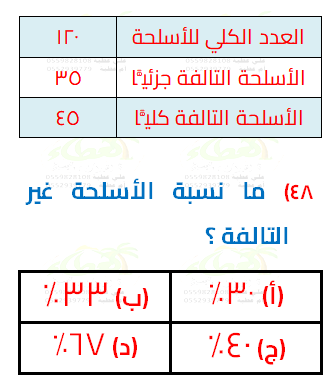 العدد الكلي للأسلحة ١٢٠
الأسلحة التالفة جزئيًّا ٣٥
الأسلحة التالفة كليًّا ٤٥
٤٨) ما نسبة الأسلحة غير
التالفة ؟
(أ) ٣٠٪ (ب) ٣٣٪
(ج) ٤٠٪ (د) ٦٧٪